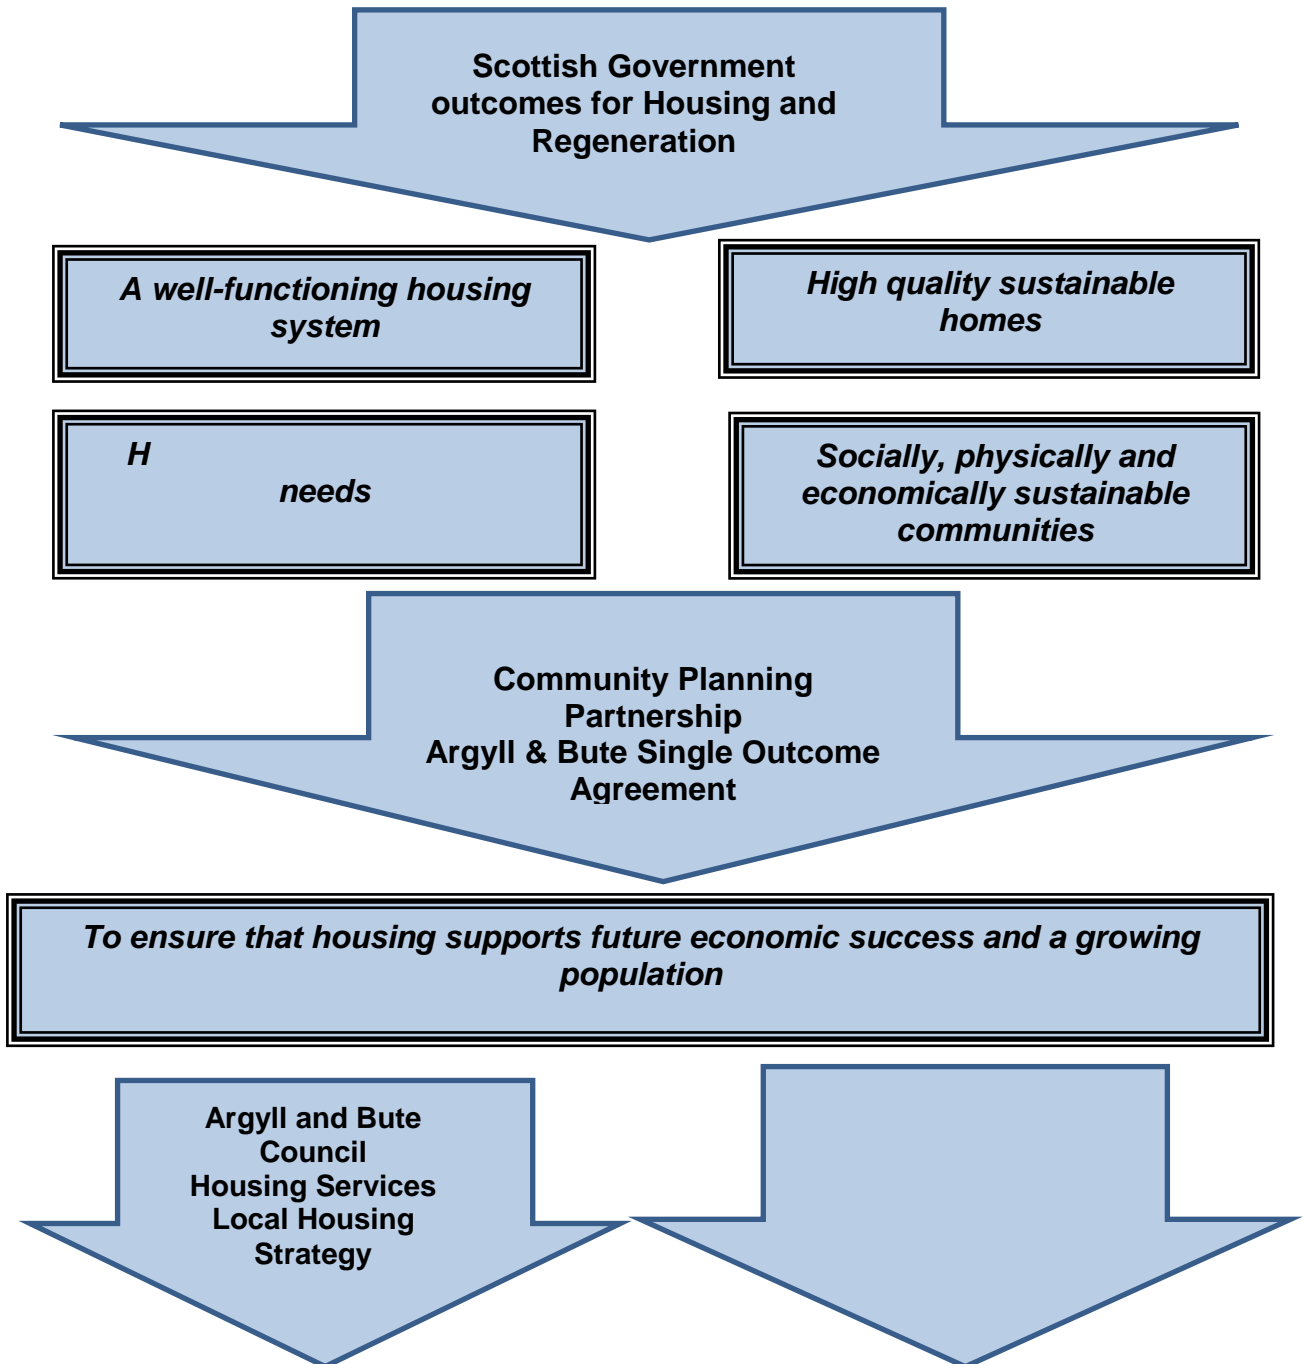 Scottish Government
outcomes for Housing and
Regeneration
A well-functioning housing
system
High quality sustainable
homes
H
needs
Socially, physically and
economically sustainable
communities
Community Planning
Partnership
Argyll & Bute Single Outcome
Agreement
To ensure that housing supports future economic success and a growing
population
Argyll and Bute
Council
Housing Services
Local Housing
Strategy